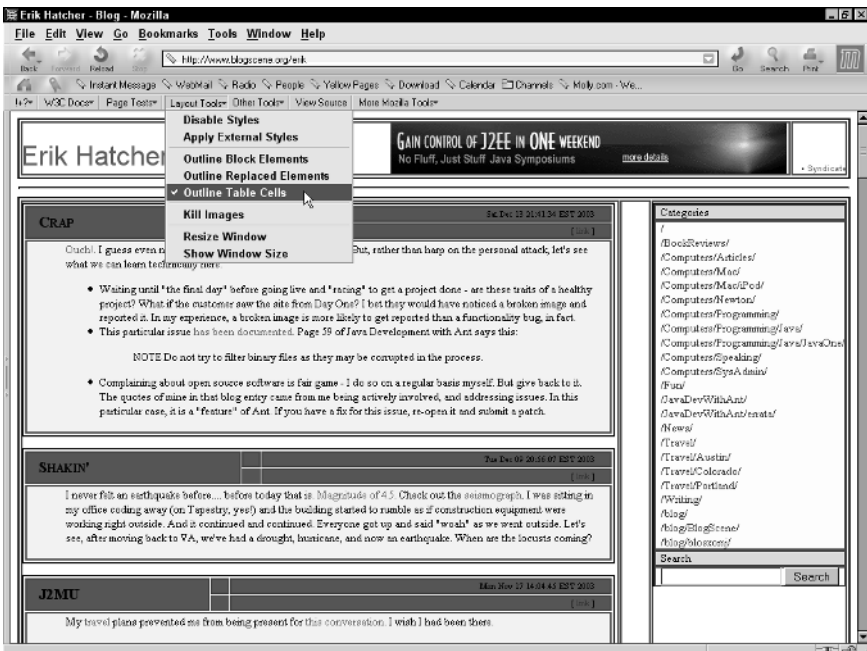 Erik Hatcher - Blog - Mozilla
File Edit View Go Bookmarks Tools Window Help
Back Forward Reload Stop http://www.blogscene.org/erik Go Search Print
Instant Message WebMail Radio People Yellow Pages Download Calendar Channels Molly.com - We...
W3C Docs Page Tests Layout Tools Other Tools View Source More Mozilla Tools
Disable Styles
Apply External Styles
Outline Block Elements
Outline Replaced Elements
Outline Table Cells
Kill Images
Resize Window
Show Window Size
Erik Hatcher
GAIN CONTROL OF J2EE IN ONE WEEKEND
No Fluff, Just Stuff Java Symposiums
more details
Syndicate
CRAP
Sat Dec 13 21:41:34 EST 2003
[link]
Ouch!. I guess even n
But, rather than harp on the personal attack, let's see
what we can learn technically here.
• Waiting until "the final day" before going live and "racing" to get a project done - are these traits of a healthy
project? What if the customer saw the site from Day One? I bet they would have noticed a broken image and
reported it. In my experience, a broken image is more likely to get reported than a functionality bug, in fact.
• This particular issue has been documented. Page 59 of Java Development with Ant says this:
NOTE Do not try to filter binary files as they may be corrupted in the process.
• Complaining about open source software is fair game - I do so on a regular basis myself. But give back to it.
The quotes of mine in that blog entry came from me being actively involved, and addressing issues. In this
particular case, it is a "feature" of Ant. If you have a fix for this issue, re-open it and submit a patch.
SHAKIN'
Tue Dec 09 20:56:07 EST 2003
[link]
I never felt an earthquake before.... before today that is. Magnitude of 4.5. Check out the seismograph. I was sitting in
my office coding away (on Tapestry, yes!) and the building started to rumble as if construction equipment were
working right outside. And it continued and continued. Everyone got up and said "woah" as we went outside. Let's
see, after moving back to VA, we've had a drought, hurricane, and now an earthquake. When are the locusts coming?
J2MU
Mon Nov 17 14:04:45 EST 2003
[link]
My travel plans prevented me from being present for this conversation. I wish I had been there.
Categories
/
/BookReviews/
/Computers/Articles/
/Computers/Mac/
/Computers/Mac/iPod/
/Computers/Newton/
/Computers/Programming/
/Computers/Programming/Java/
/Computers/Programming/Java/JavaOne/
/Computers/Speaking/
/Computers/SysAdmin/
/Fun/
/JavaDevWithAnt/
/JavaDevWithAnt/errata/
/News/
/Travel/
/Travel/Austin/
/Travel/Colorado/
/Travel/Portland/
/Writing/
/blog/
/blog/BlogScene/
/blog/blosxom/
Search
Search